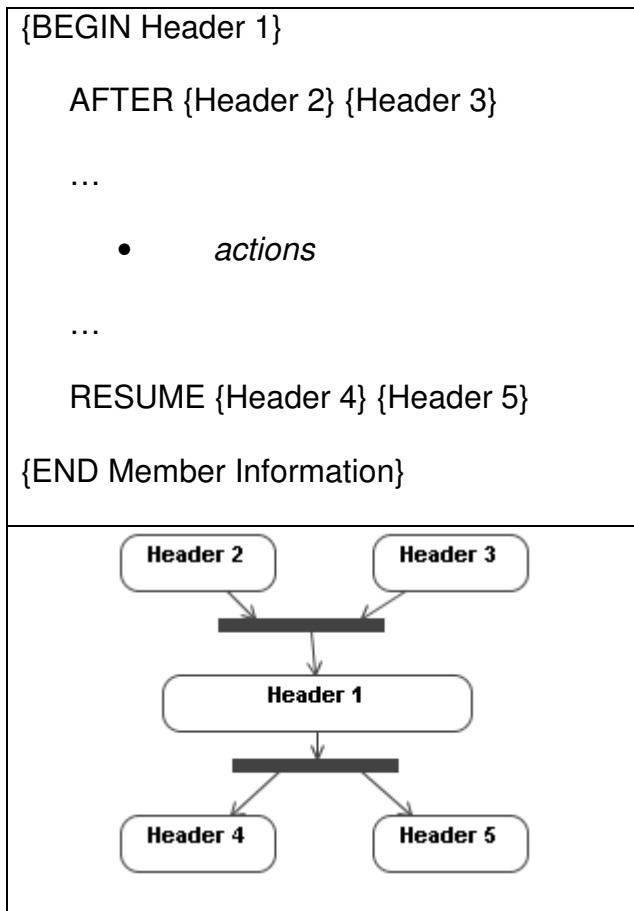 {BEGIN Header 1}
AFTER {Header 2} {Header 3}
…
• actions
…
RESUME {Header 4} {Header 5}
{END Member Information}
Header 2
Header 3
Header 1
Header 4
Header 5